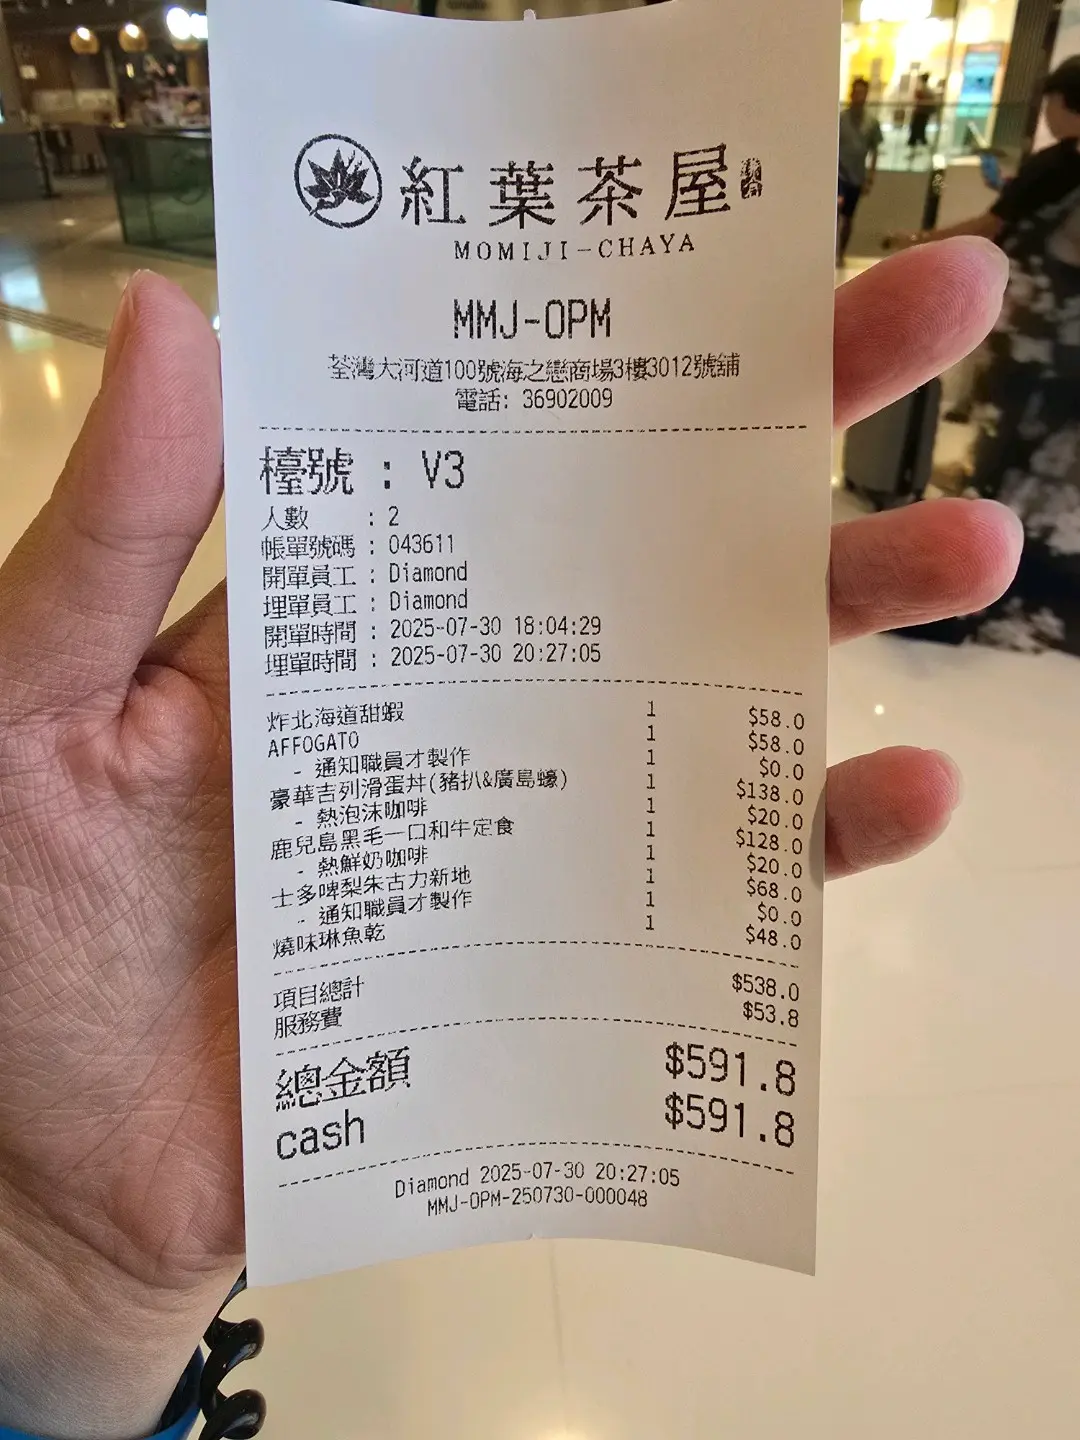 紅葉茶屋
MOMIJI-CHAYA
MMJ-OPM
荃灣大河道100號海之戀商場3樓3012號舖
電話: 36902009
檯號 : V3
人數 : 2
帳單號碼 : 043611
開單員工 : Diamond
埋單員工 : Diamond
開單時間 : 2025-07-30 18:04:29
埋單時間 : 2025-07-30 20:27:05
炸北海道甜蝦 1 $58.0
AFFOGATO 1 $58.0
- 通知職員才製作 1 $0.0
豪華吉列滑蛋丼(豬扒&廣島蠔) 1 $138.0
- 熱泡沫咖啡 1 $20.0
鹿兒島黑毛一口和牛定食 1 $128.0
- 熱鮮奶咖啡 1 $20.0
士多啤梨朱古力新地 1 $68.0
- 通知職員才製作 1 $0.0
燒味琳魚乾 1 $48.0
項目總計 $538.0
服務費 $53.8
總金額 $591.8
cash $591.8
Diamond 2025-07-30 20:27:05
MMJ-OPM-250730-000048